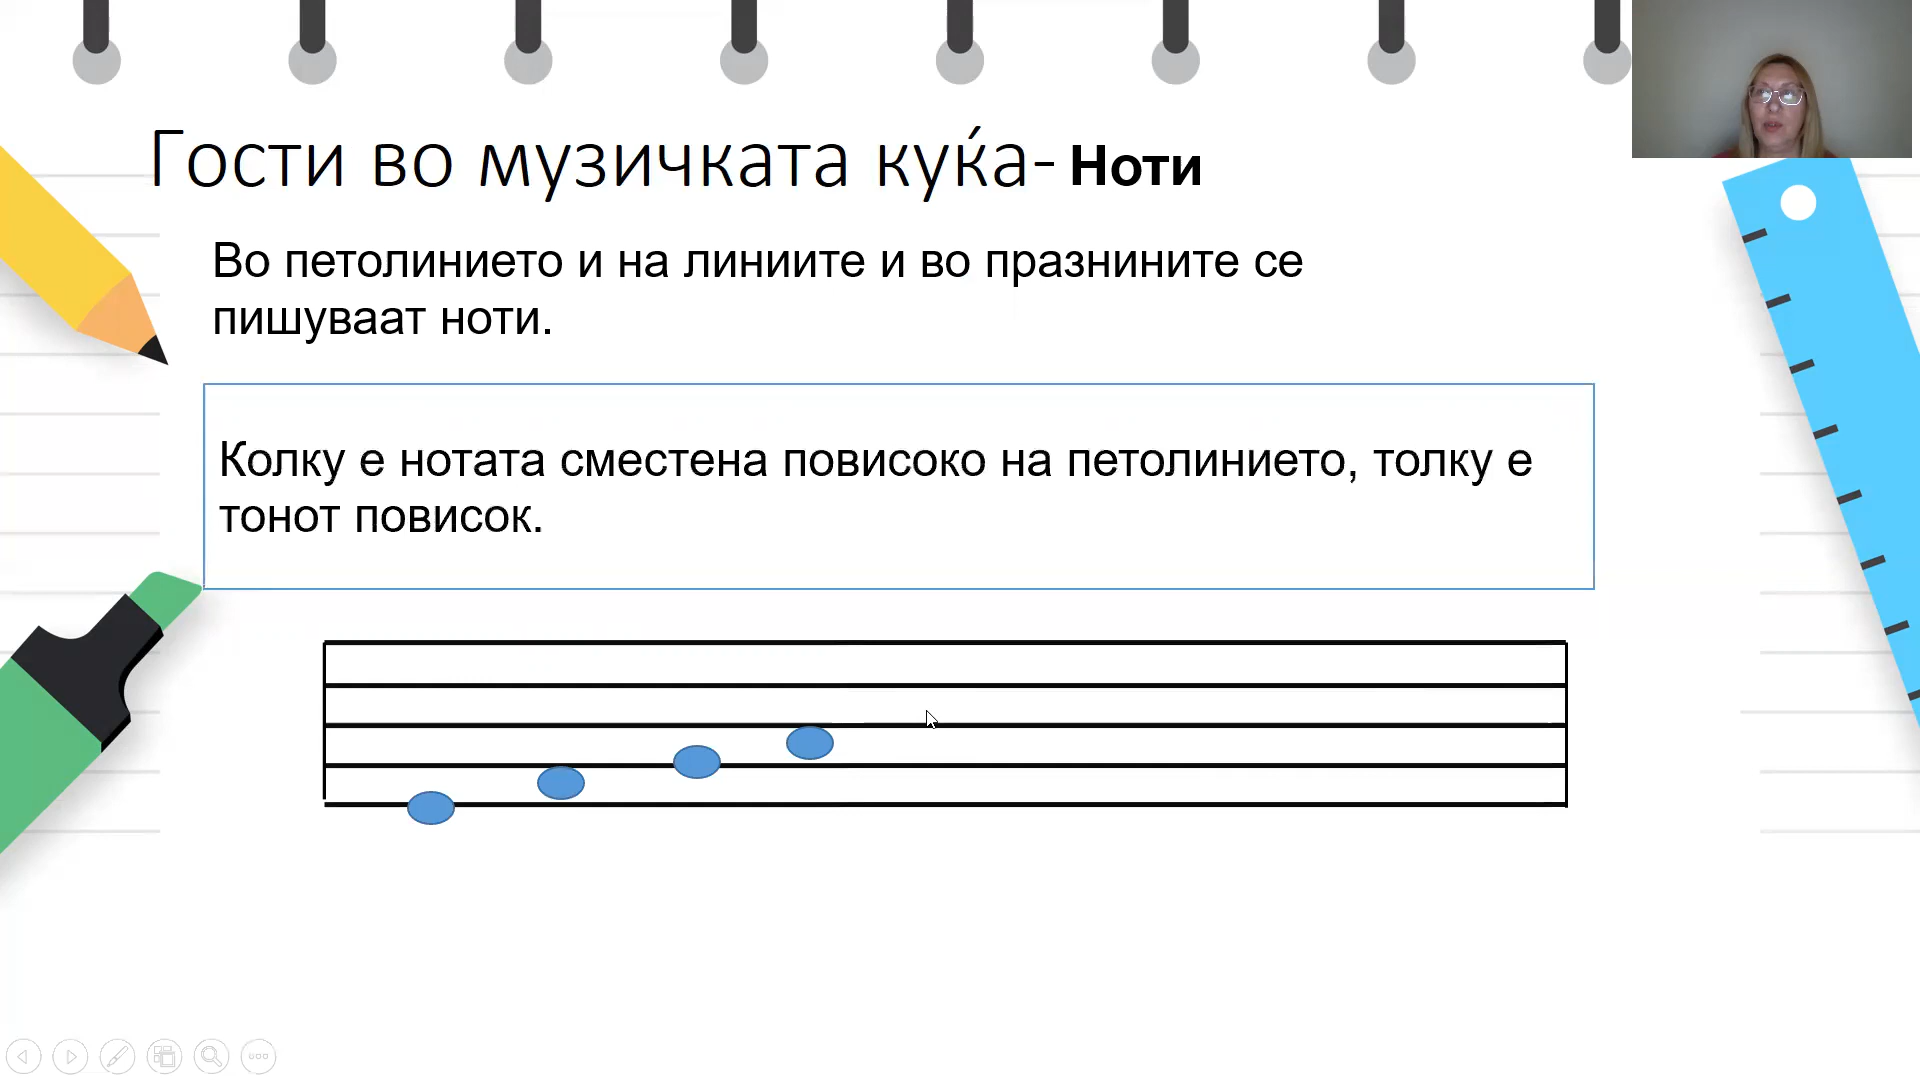 Гости во музичката куќа- Ноти
Во петолинието и на линиите и во празнините се
пишуваат ноти.
Колку е нотата сместена повисоко на петолинието, толку е
тонот повисок.